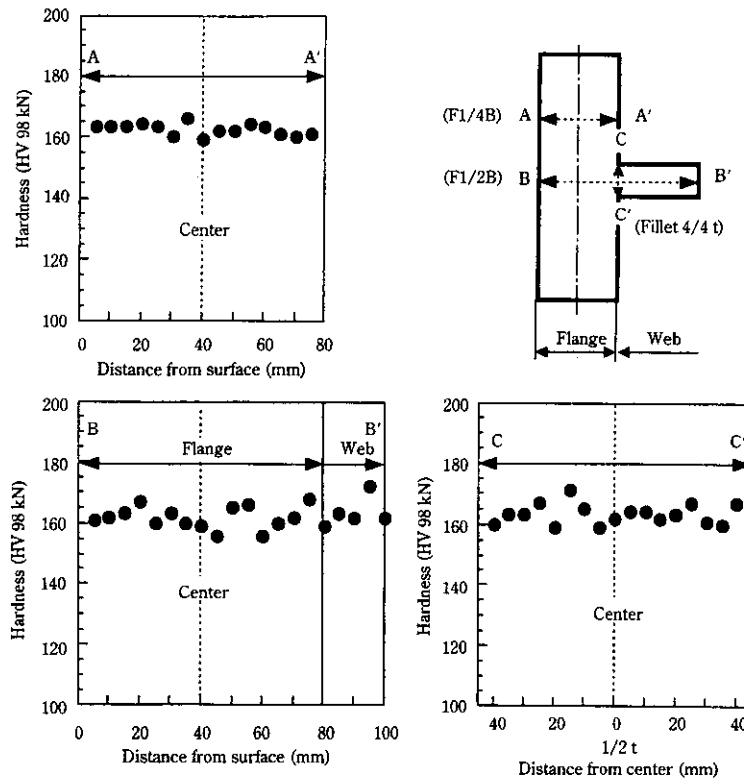 200
180
160
140
120
100
Hardness (HV 98 kN)
A
A'
Center
0
20
40
60
80
Distance from surface (mm)
(F1/4B)
A
A'
C
(F1/2B)
B
B'
C'
(Fillet 4/4 t)
Flange
Web
200
180
160
140
120
100
Hardness (HV 98 kN)
B
B'
Flange
Web
Center
0
20
40
60
80
100
Distance from surface (mm)
200
180
160
140
120
100
Hardness (HV 98 kN)
C
C'
Center
40
20
0
20
40
1/2 t
Distance from center (mm)